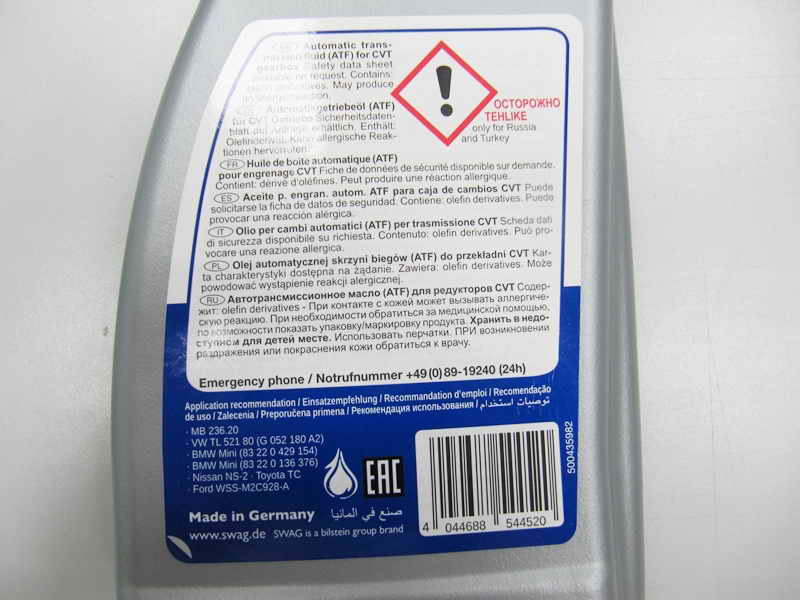 GB Automatic trans-
mission fluid (ATF) for CVT
gearbox Safety data sheet
available on request. Contains:
olefin derivatives. May produce
an allergic reaction.
DE Automatikgetriebeöl (ATF)
für CVT Getriebe Sicherheitsdaten-
blatt auf Anfrage erhältlich. Enthält:
Olefinderivat. Kann allergische Reak-
tionen hervorrufen.
ОСТОРОЖНО
TEHLIKE
only for Russia
and Turkey
FR Huile de boite automatique (ATF)
pour engrenage CVT Fiche de données de sécurité disponible sur demande.
Contient: dérivé d'oléfines. Peut produire une réaction allergique.
ES Aceite p. engran. autom. ATF para caja de cambios CVT Puede
solicitarse la ficha de datos de seguridad. Contiene: olefin derivatives. Puede
provocar una reacción alérgica.
IT Olio per cambi automatici (ATF) per trasmissione CVT Scheda dati
di sicurezza disponibile su richiesta. Contenuto: olefin derivatives. Può pro-
vocare una reazione allergica.
PL Olej automatycznej skrzyni biegów (ATF) do przekładni CVT Kar-
ta charakterystyki dostępna na żądanie. Zawiera: olefin derivatives. Może
powodować wystąpienie reakcji alergicznej.
RU Автотрансмиссионное масло (ATF) для редукторов CVT Содер-
жит: olefin derivatives - При контакте с кожей может вызывать аллергиче-
скую реакцию. При необходимости обратиться за медицинской помощью,
по возможности показать упаковку/маркировку продукта. Хранить в недо-
ступном для детей месте. Использовать перчатки. ПРИ возникновении
раздражения или покраснения кожи обратиться к врачу.
Emergency phone / Notrufnummer +49(0)89-19240 (24h)
Application recommendation / Einsatzempfehlung / Recommandation d'emploi / Recomendação
de uso / Zalecenia / Preporučena primena / Рекомендация использования / توصيات استخدام
· MB 236.20
· VW TL 521 80 (G 052 180 A2)
· BMW Mini (83 22 0 429 154)
· BMW Mini (83 22 0 136 376)
· Nissan NS-2 · Toyota TC
· Ford WSS-M2C928-A
EAC
500435982
4 044688 544520
Made in Germany صنع في المانيا
www.swag.de SWAG is a bilstein group brand